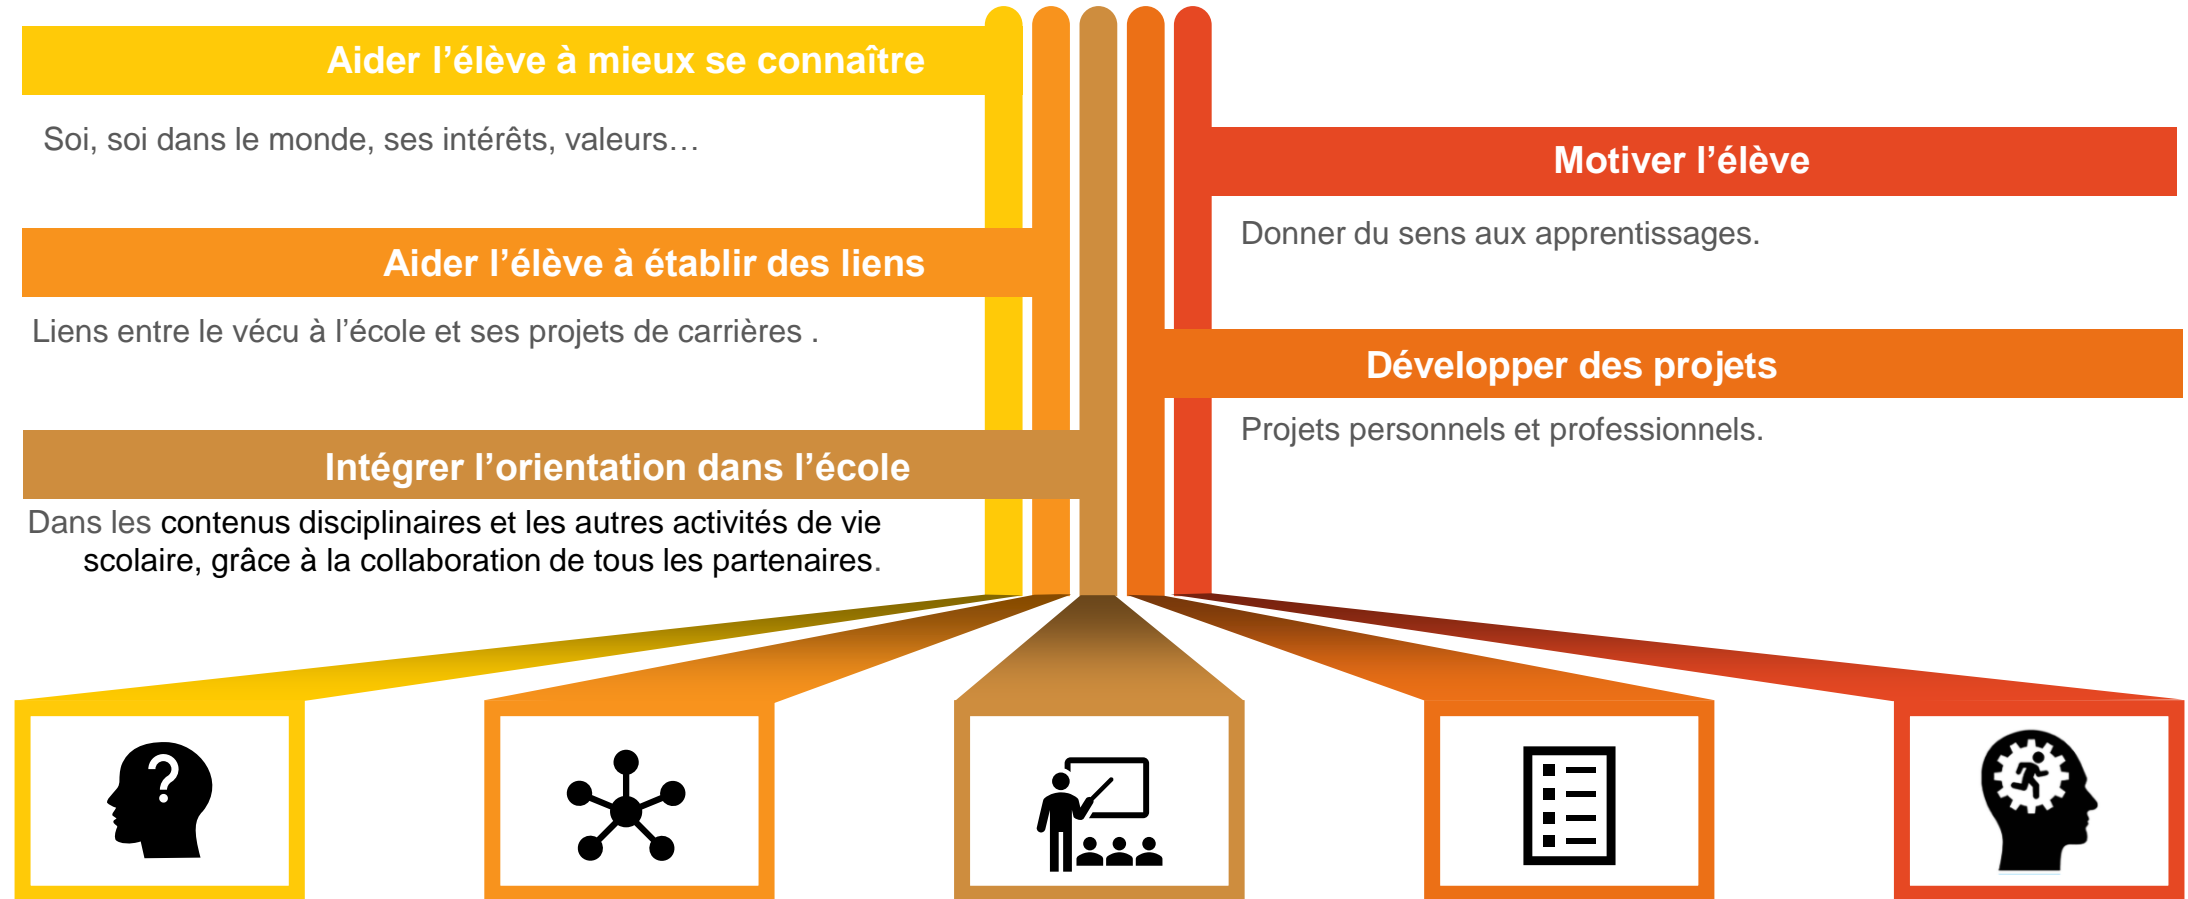 Aider l’élève à mieux se connaître
Soi, soi dans le monde, ses intérêts, valeurs…
Aider l’élève à établir des liens
Liens entre le vécu à l’école et ses projets de carrières .
Intégrer l’orientation dans l’école
Dans les contenus disciplinaires et les autres activités de vie
scolaire, grâce à la collaboration de tous les partenaires.
Motiver l’élève
Donner du sens aux apprentissages.
Développer des projets
Projets personnels et professionnels.
?